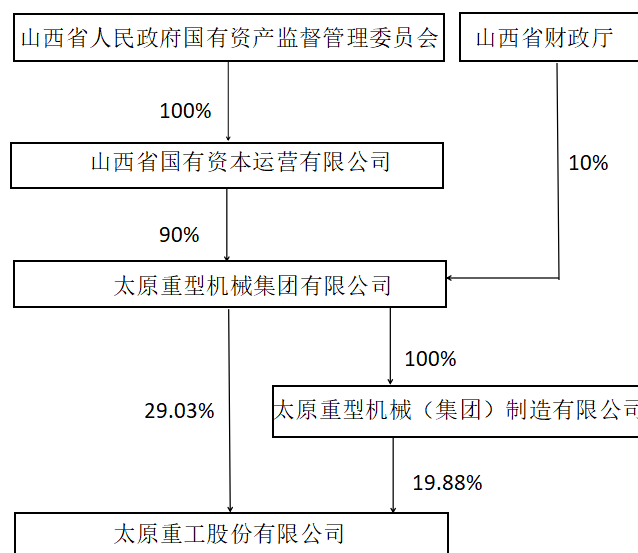 山西省人民政府国有资产监督管理委员会
山西省财政厅
100%
山西省国有资本运营有限公司
10%
90%
太原重型机械集团有限公司
100%
29.03%
太原重型机械（集团）制造有限公司
19.88%
太原重工股份有限公司